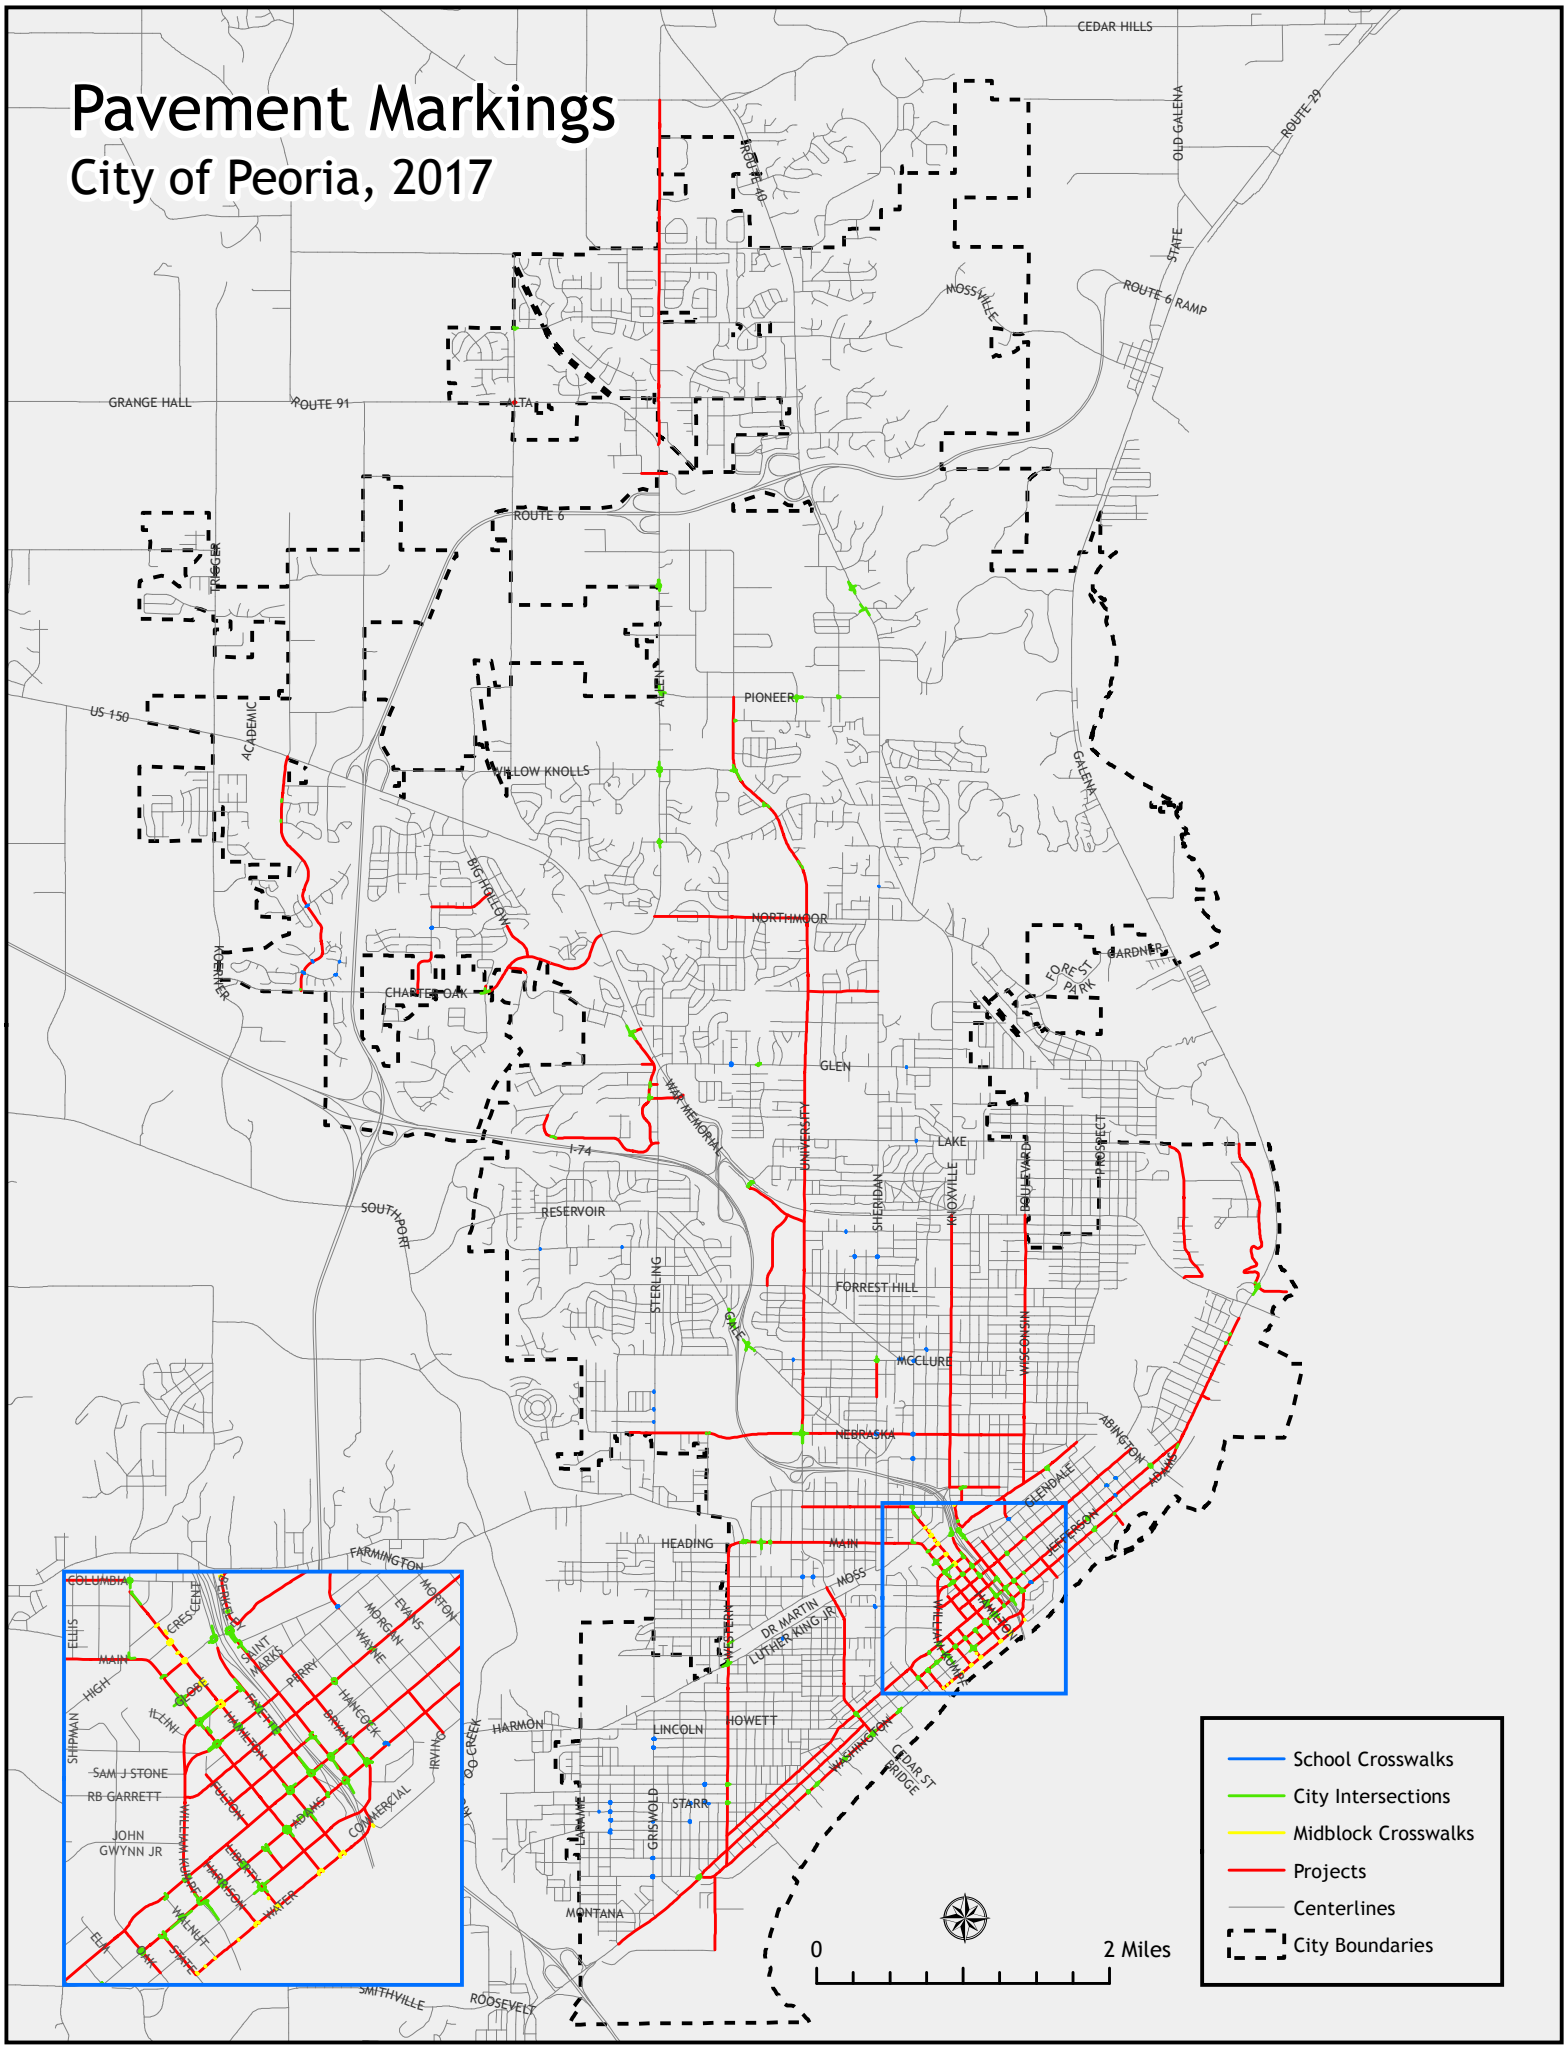 CEDAR HILLS
Pavement Markings
City of Peoria, 2017
OLD GALENA
ROUTE 29
ROUTE 40
STATE
MOSSVILLE
ROUTE 6 RAMP
GRANGE HALL
ROUTE 91
ALTA
ROUTE 6
TRIGGER
ALLEN
PIONEER
US 150
ACADEMIC
WILLOW KNOLLS
GALENA
BIG HOLLOW
NORTHMOOR
KOERNER
GARDNER
FOREST
PARK
CHARTER OAK
GLEN
WAR MEMORIAL
UNIVERSITY
LAKE
I-74
KNOXVILLE
BOULEVARD
PROSPECT
SHERIDAN
SOUTHPORT
RESERVOIR
STERLING
FORREST HILL
GALE
MCCLURE
WISCONSIN
NEBRASKA
ABINGTON
ADAMS
GLENDALE
JEFFERSON
HEADING
MAIN
FARMINGTON
MOSS
DR MARTIN
LUTHER KING JR
WESTERN
HAMILTON
WILLIAM KUMPF
HARMON
LINCOLN
HOWETT
WASHINGTON
CEDAR ST
BRIDGE
LARAMIE
GRISWOLD
STARR
MONTANA
SMITHVILLE
ROOSEVELT
COLUMBIA
CRESCENT
BERKELEY
ELLIS
MAIN
HIGH
SAINT
MARKS
MORTON
EVANS
MORGAN
WAYNE
PERRY
GLOBE
FAYETTE
HANCOCK
BRYAN
ILLINI
HAMILTON
SHIPMAN
IRVING
SAM J STONE
RB GARRETT
FULTON
ADAMS
COMMERCIAL
JOHN
GWYNN JR
WILLIAM KUMPF
LIBERTY
HARRISON
WATER
WALNUT
STATE
ELM
OAK
0
2 Miles
School Crosswalks
City Intersections
Midblock Crosswalks
Projects
Centerlines
City Boundaries